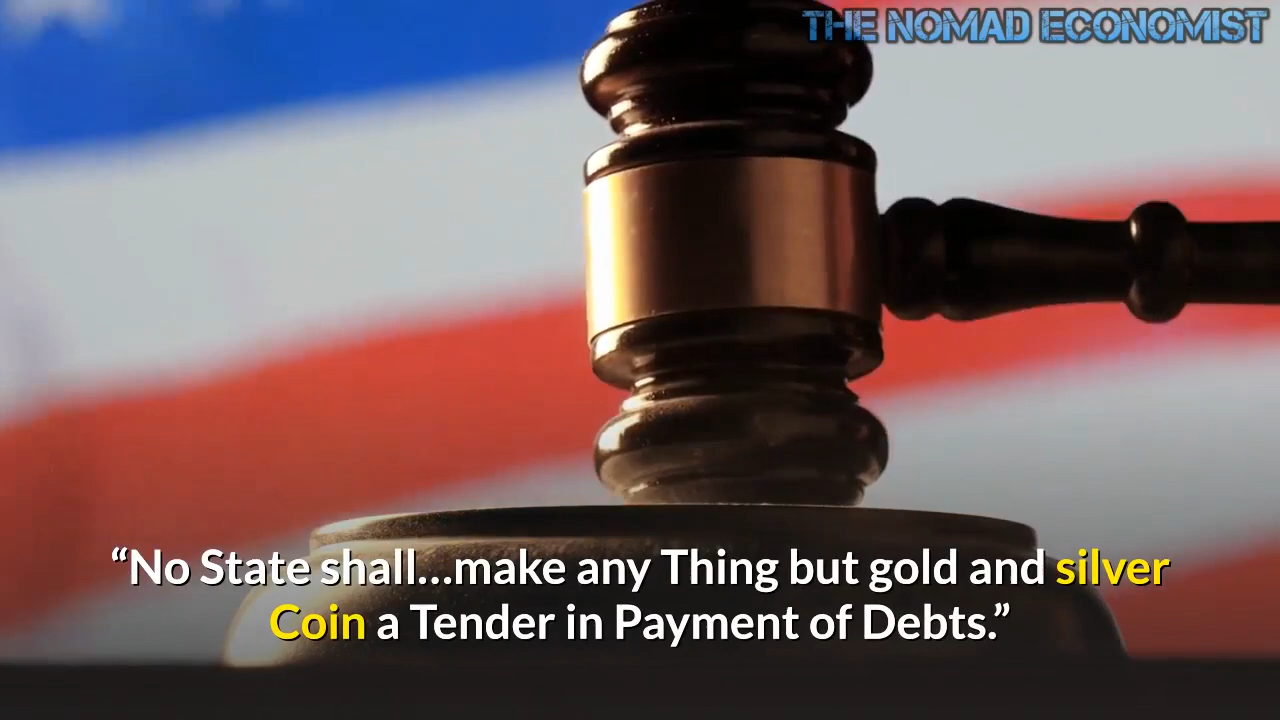 THE NOMAD ECONOMIST
“No State shall...make any Thing but gold and silver
Coin a Tender in Payment of Debts.”